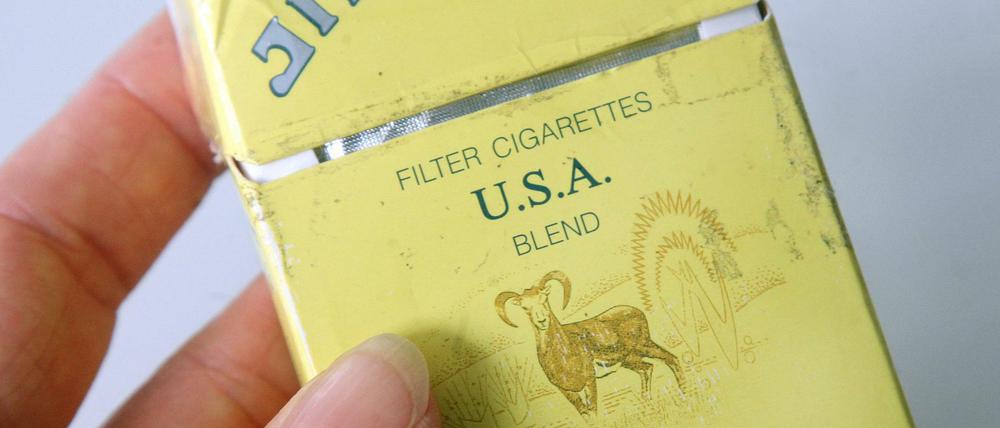 FILTER CIGARETTES
U.S.A.
BLEND